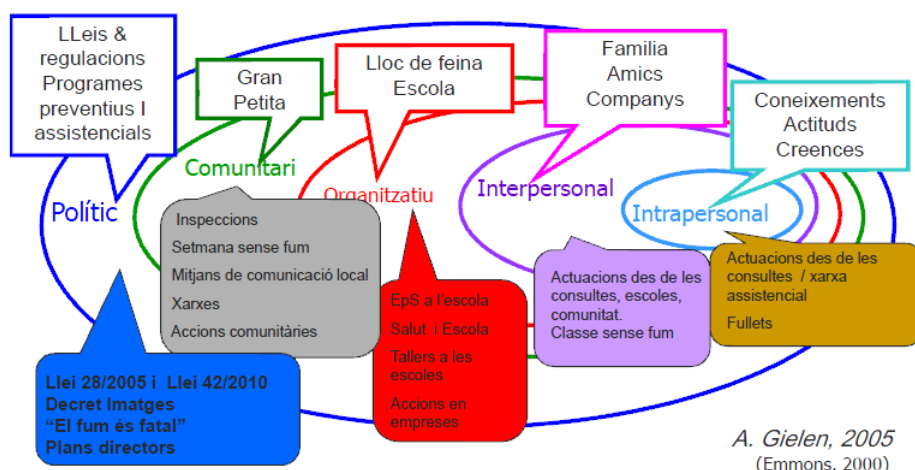 LLeis &
regulacions
Programes
preventius I
assistencials
Gran
Petita
Lloc de feina
Escola
Familia
Amics
Companys
Coneixements
Actituds
Creences
Polític
Comunitari
Organitzatiu
Interpersonal
Intrapersonal
Llei 28/2005 i Llei 42/2010
Decret Imatges
“El fum és fatal”
Plans directors
Inspeccions
Setmana sense fum
Mitjans de comunicació local
Xarxes
Accions comunitàries
EpS a l’escola
Salut i Escola
Tallers a les
escoles
Accions en
empreses
Actuacions des de les
consultes, escoles,
comunitat.
Classe sense fum
Actuacions des de les
consultes / xarxa
assistencial
Fullets
A. Gielen, 2005
(Emmons, 2000)